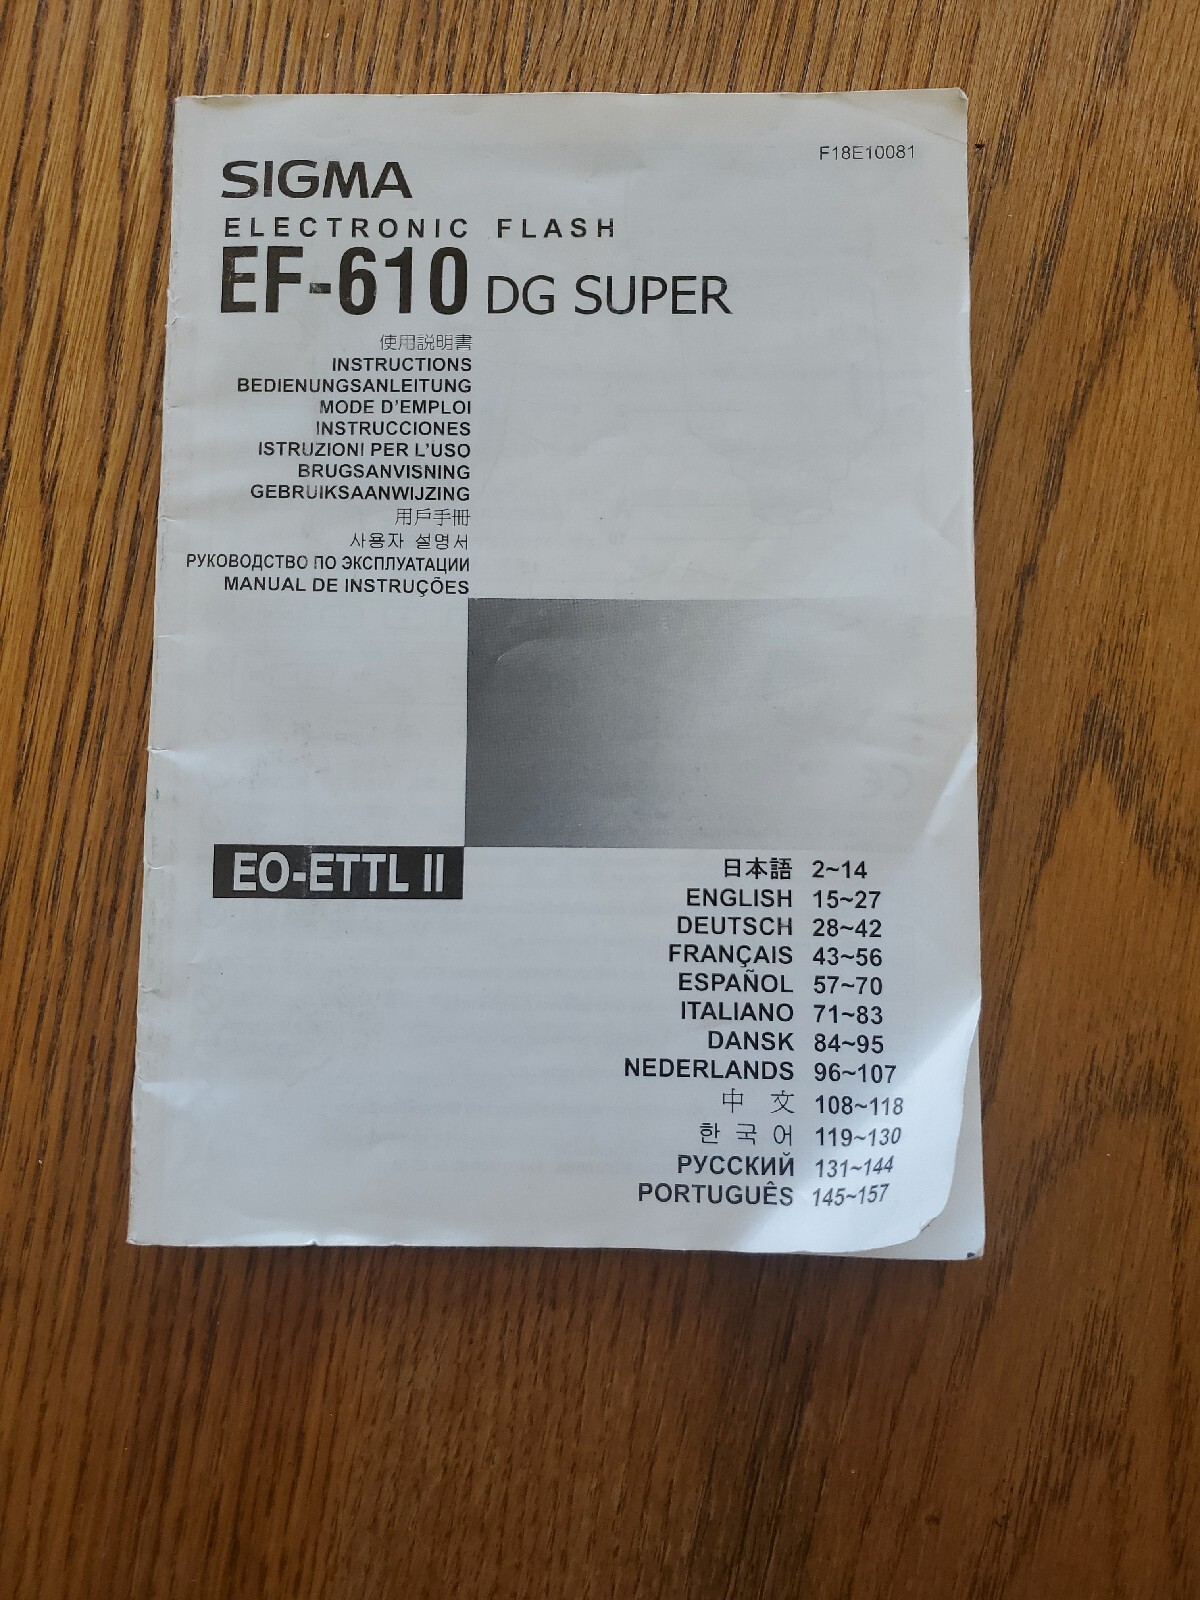 F18E10081
SIGMA
ELECTRONIC FLASH
EF-610 DG SUPER
使用説明書
INSTRUCTIONS
BEDIENUNGSANLEITUNG
MODE D'EMPLOI
INSTRUCCIONES
ISTRUZIONI PER L'USO
BRUGSANVISNING
GEBRUIKSAANWIJZING
用戶手冊
사용자 설명서
РУКОВОДСТВО ПО ЭКСПЛУАТАЦИИ
MANUAL DE INSTRUÇÕES
EO-ETTL II
日本語 2~14
ENGLISH 15~27
DEUTSCH 28~42
FRANÇAIS 43~56
ESPAÑOL 57~70
ITALIANO 71~83
DANSK 84~95
NEDERLANDS 96~107
中 文 108~118
한 국 어 119~130
РУССКИЙ 131~144
PORTUGUÊS 145~157